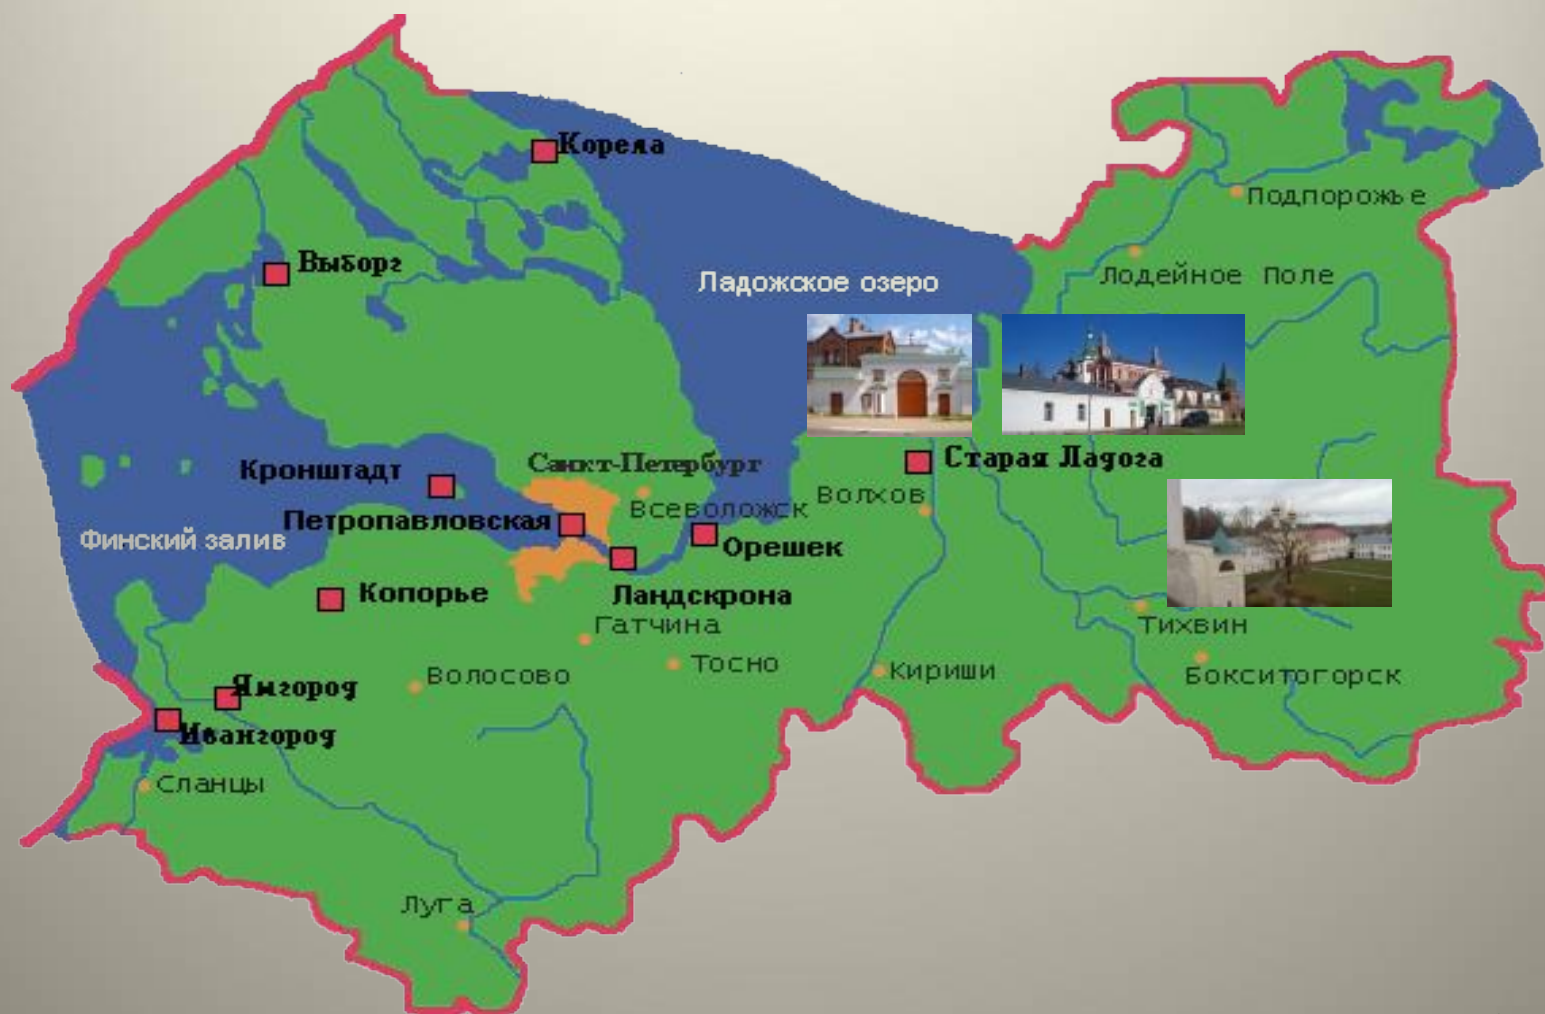 Корела
Подпорожье
Выборг
Лодейное Поле
Ладожское озеро
Старая Ладога
Санкт-Петербург
Кронштадт
Волхов
Всеволожск
Петропавловская
Финский залив
Орешек
Копорье
Ландскрона
Гатчина
Тихвин
Тосно
Кириши
Волосово
Бокситогорск
Ямгород
Ивангород
Сланцы
Луга